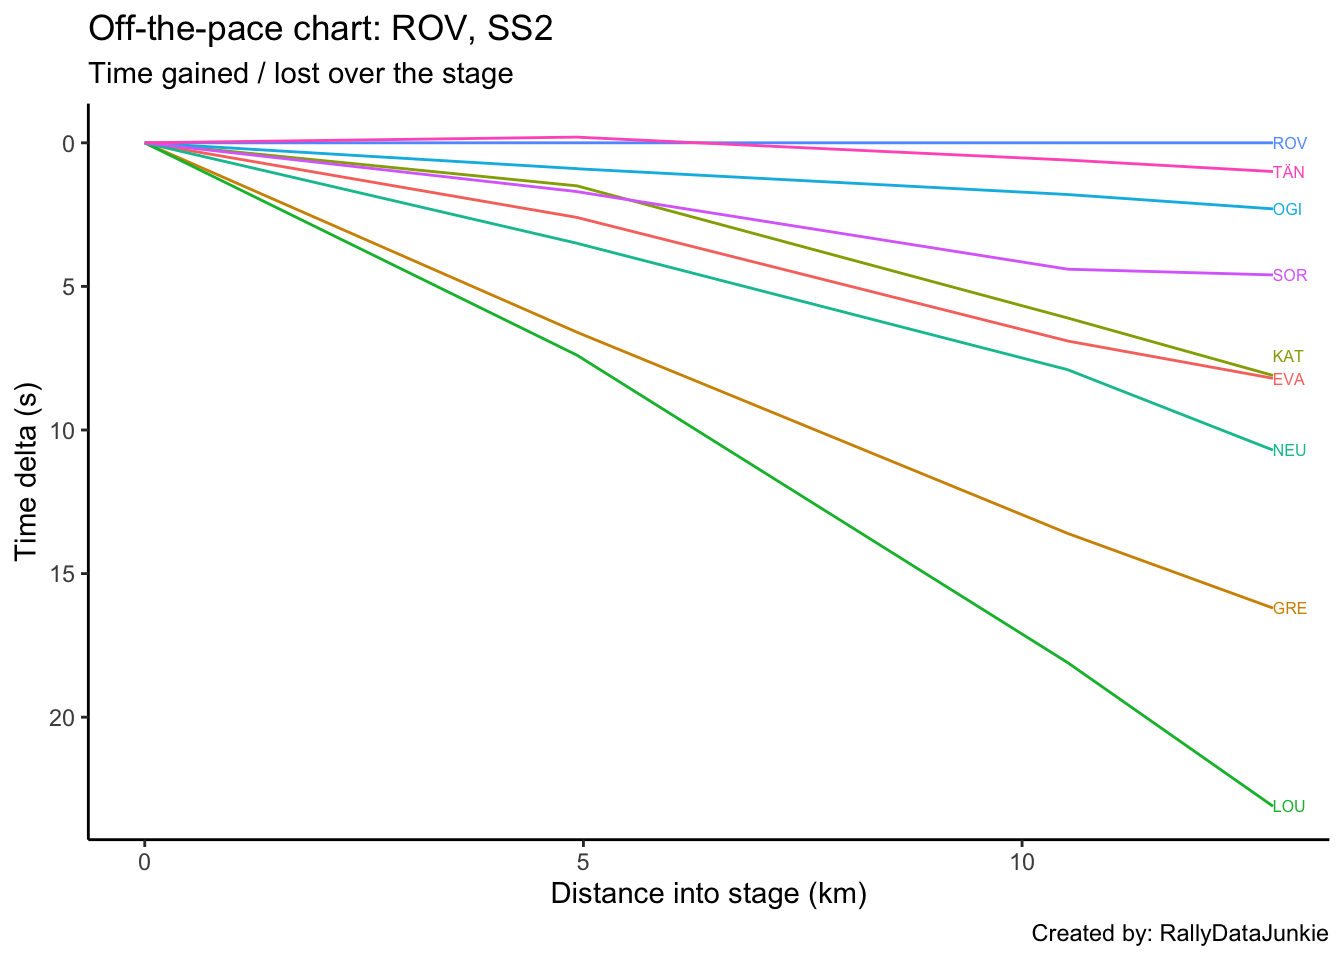 Off-the-pace chart: ROV, SS2
Time gained / lost over the stage
Time delta (s)
0
5
10
15
20
ROV
TÄN
OGI
SOR
KAT
EVA
NEU
GRE
LOU
0 5 10
Distance into stage (km)
Created by: RallyDataJunkie